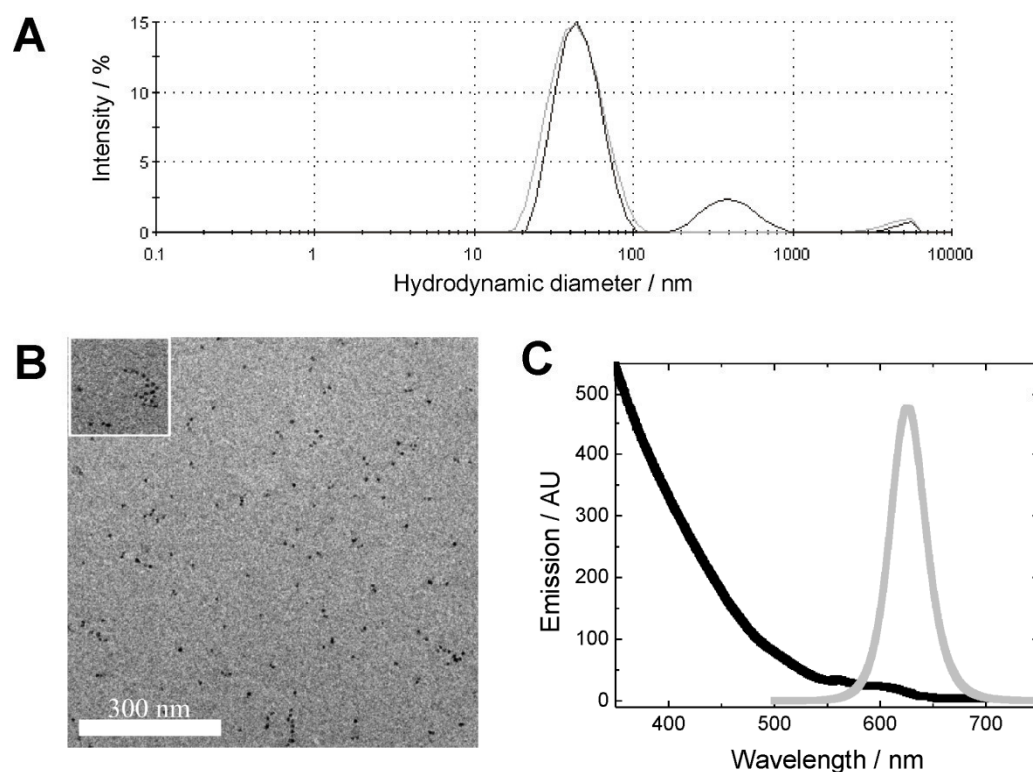 A
Intensity / %
15
10
5
0
0.1 1 10 100 1000 10000
Hydrodynamic diameter / nm
B
300 nm
C
Emission / AU
500
400
300
200
100
0
400 500 600 700
Wavelength / nm